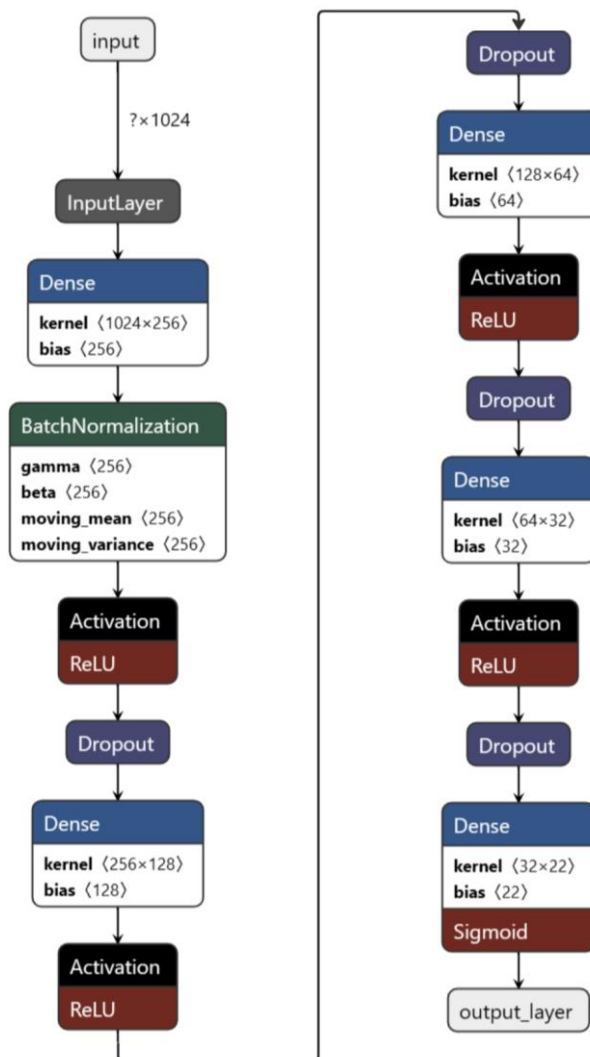 input
?×1024
InputLayer
Dense
kernel ⟨1024×256⟩
bias ⟨256⟩
BatchNormalization
gamma ⟨256⟩
beta ⟨256⟩
moving_mean ⟨256⟩
moving_variance ⟨256⟩
Activation
ReLU
Dropout
Dense
kernel ⟨256×128⟩
bias ⟨128⟩
Activation
ReLU
Dropout
Dense
kernel ⟨128×64⟩
bias ⟨64⟩
Activation
ReLU
Dropout
Dense
kernel ⟨64×32⟩
bias ⟨32⟩
Activation
ReLU
Dropout
Dense
kernel ⟨32×22⟩
bias ⟨22⟩
Sigmoid
output_layer